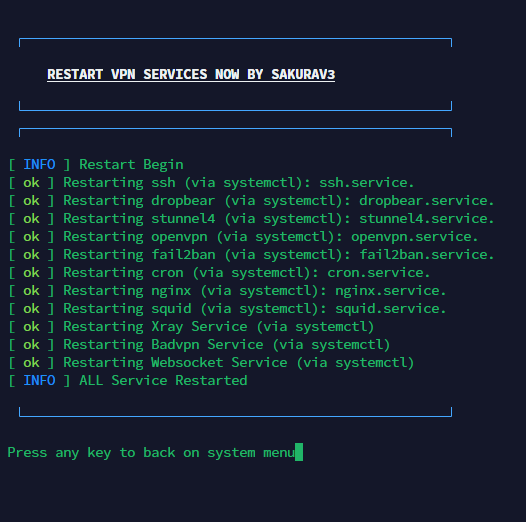 RESTART VPN SERVICES NOW BY SAKURAV3
[ INFO ] Restart Begin
[ ok ] Restarting ssh (via systemctl): ssh.service.
[ ok ] Restarting dropbear (via systemctl): dropbear.service.
[ ok ] Restarting stunnel4 (via systemctl): stunnel4.service.
[ ok ] Restarting openvpn (via systemctl): openvpn.service.
[ ok ] Restarting fail2ban (via systemctl): fail2ban.service.
[ ok ] Restarting cron (via systemctl): cron.service.
[ ok ] Restarting nginx (via systemctl): nginx.service.
[ ok ] Restarting squid (via systemctl): squid.service.
[ ok ] Restarting Xray Service (via systemctl)
[ ok ] Restarting Badvpn Service (via systemctl)
[ ok ] Restarting Websocket Service (via systemctl)
[ INFO ] ALL Service Restarted
Press any key to back on system menu